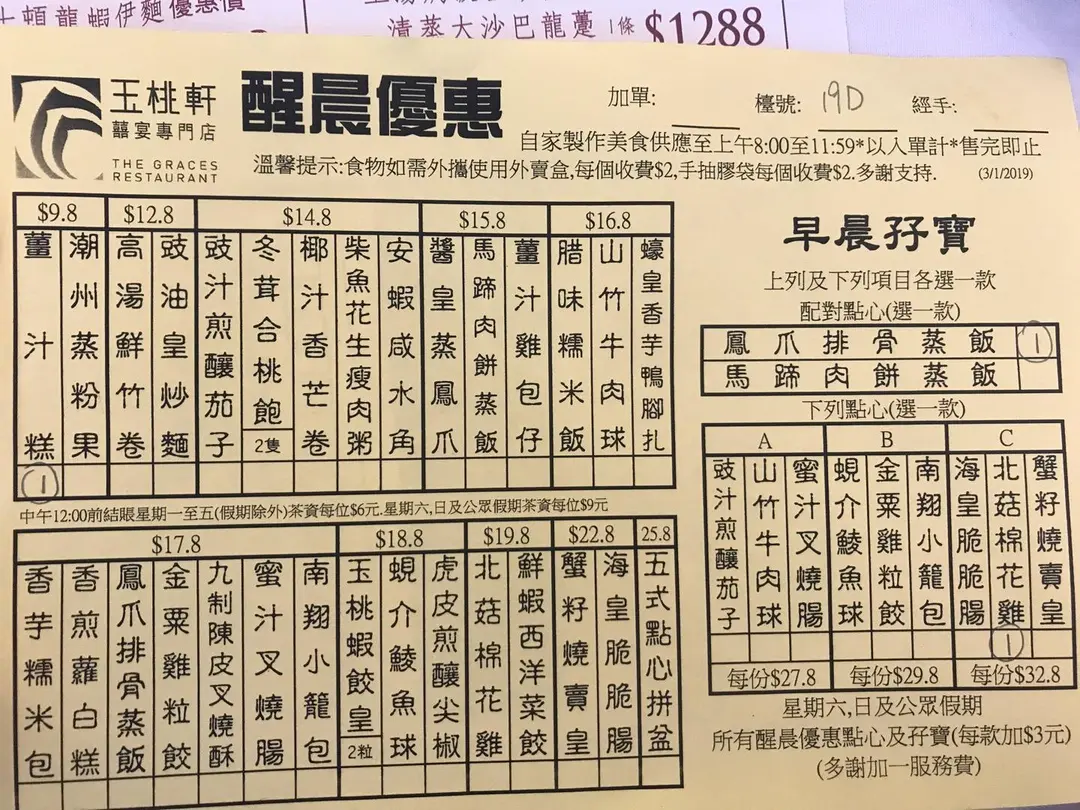 頓龍蝦伊麵優惠價
清蒸大沙巴龍躉 1條 $1288
玉桃軒
囍宴專門店
THE GRACES
RESTAURANT
醒晨優惠
加單:
檯號: 19D
經手:
自家製作美食供應至上午8:00至11:59*以入單計*售完即止
溫馨提示:食物如需外攜使用外賣盒,每個收費$2,手抽膠袋每個收費$2.多謝支持.
(3/1/2019)
$9.8
薑汁糕
1
潮州蒸粉果
$12.8
高湯鮮竹卷
豉油皇炒麵
$14.8
豉汁煎釀茄子
冬茸合桃飽
2隻
椰汁香芒卷
柴魚花生瘦肉粥
安蝦咸水角
$15.8
醬皇蒸鳳爪
馬蹄肉餅蒸飯
薑汁雞包仔
$16.8
腊味糯米飯
山竹牛肉球
蠔皇香芋鴨腳扎
中午12:00前結賬星期一至五(假期除外)茶資每位$6元.星期六,日及公眾假期茶資每位$9元
$17.8
香芋糯米包
香煎蘿白糕
鳳爪排骨蒸飯
金粟雞粒餃
九制陳皮叉燒酥
蜜汁叉燒腸
南翔小籠包
$18.8
玉桃蝦餃皇
2粒
蜆介鯪魚球
虎皮煎釀尖椒
$19.8
北菇棉花雞
鮮蝦西洋菜餃
$22.8
蟹籽燒賣皇
海皇脆脆腸
25.8
五式點心拼盆
早晨孖寶
上列及下列項目各選一款
配對點心(選一款)
鳳爪排骨蒸飯 1
馬蹄肉餅蒸飯
下列點心(選一款)
A
豉汁煎釀茄子
山竹牛肉球
蜜汁叉燒腸
每份$27.8
B
蜆介鯪魚球
金粟雞粒餃
南翔小籠包
每份$29.8
C
海皇脆脆腸
北菇棉花雞
1
蟹籽燒賣皇
每份$32.8
星期六,日及公眾假期
所有醒晨優惠點心及孖寶(每款加$3元)
(多謝加一服務費)